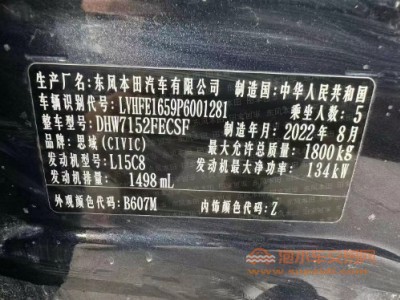 生产厂名：东风本田汽车有限公司 制造国：中华人民共和国
车辆识别代号：LVHFE1659P6001281 乘坐人数：5
整车型号：DHW7152FECSF 制造年月：2022年8月
品牌：思域(CIVIC) 最大允许总质量：1800kg
发动机型号：L15C8 发动机最大净功率：134kW
发动机排量：1498mL
外观颜色代码：B607M 内饰颜色代码：Z